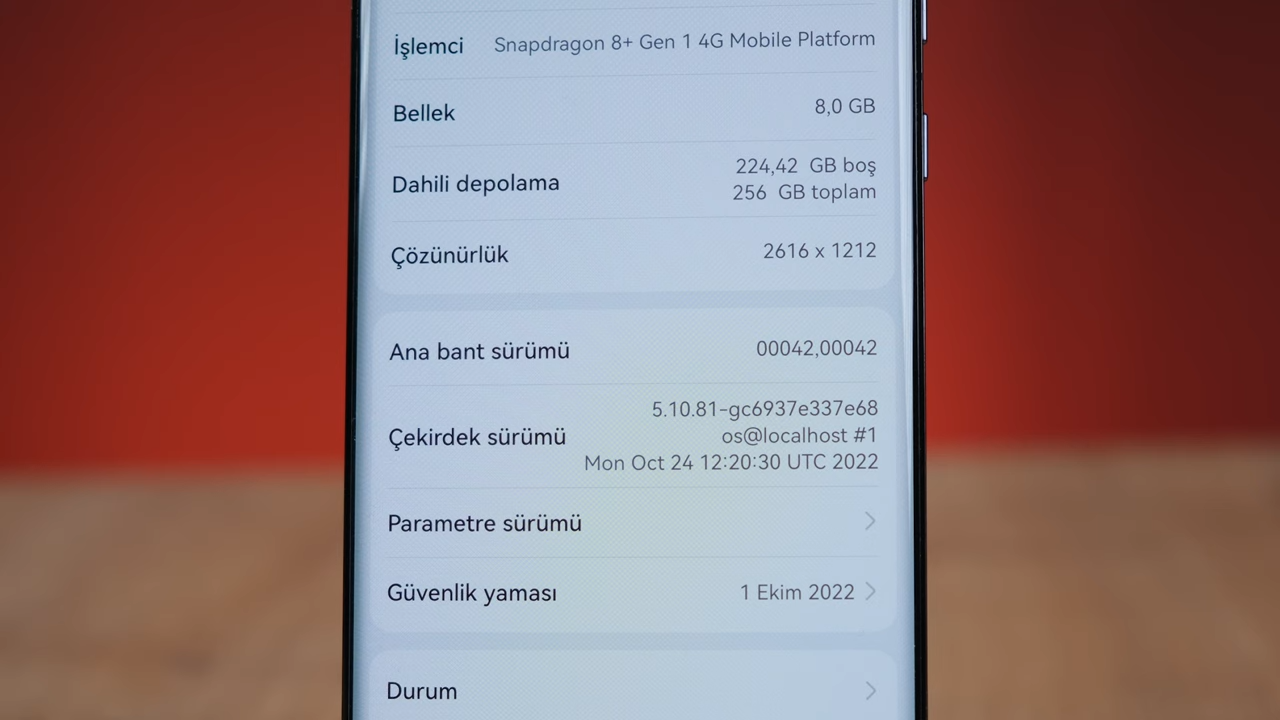 İşlemci Snapdragon 8+ Gen 1 4G Mobile Platform
Bellek 8,0 GB
Dahili depolama 224,42 GB boş
256 GB toplam
Çözünürlük 2616 x 1212
Ana bant sürümü 00042,00042
Çekirdek sürümü 5.10.81-gc6937e337e68
os@localhost #1
Mon Oct 24 12:20:30 UTC 2022
Parametre sürümü
Güvenlik yaması 1 Ekim 2022
Durum